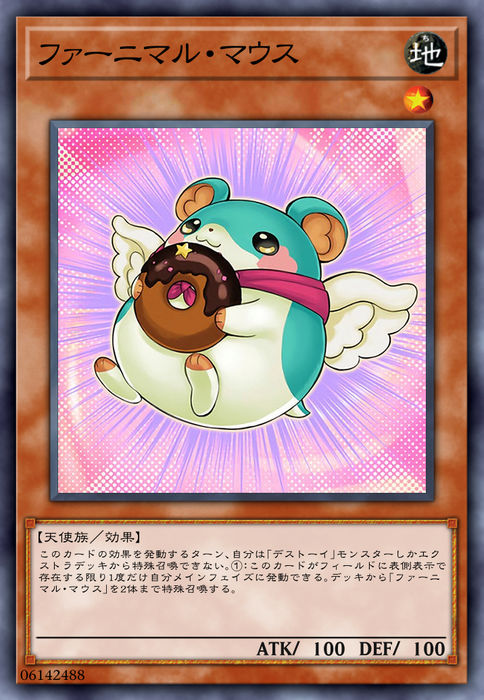 ファーニマル・マウス
ち
地
【天使族／効果】
このカードの効果を発動するターン、自分は「デストーイ」モンスターしかエク
ストラデッキから特殊召喚できない。①：このカードがフィールドに表側表示で
存在する限り1度だけ自分メインフェイズに発動できる。デッキから「ファーニ
マル・マウス」を2体まで特殊召喚する。
ATK/ 100 DEF/ 100
06142488